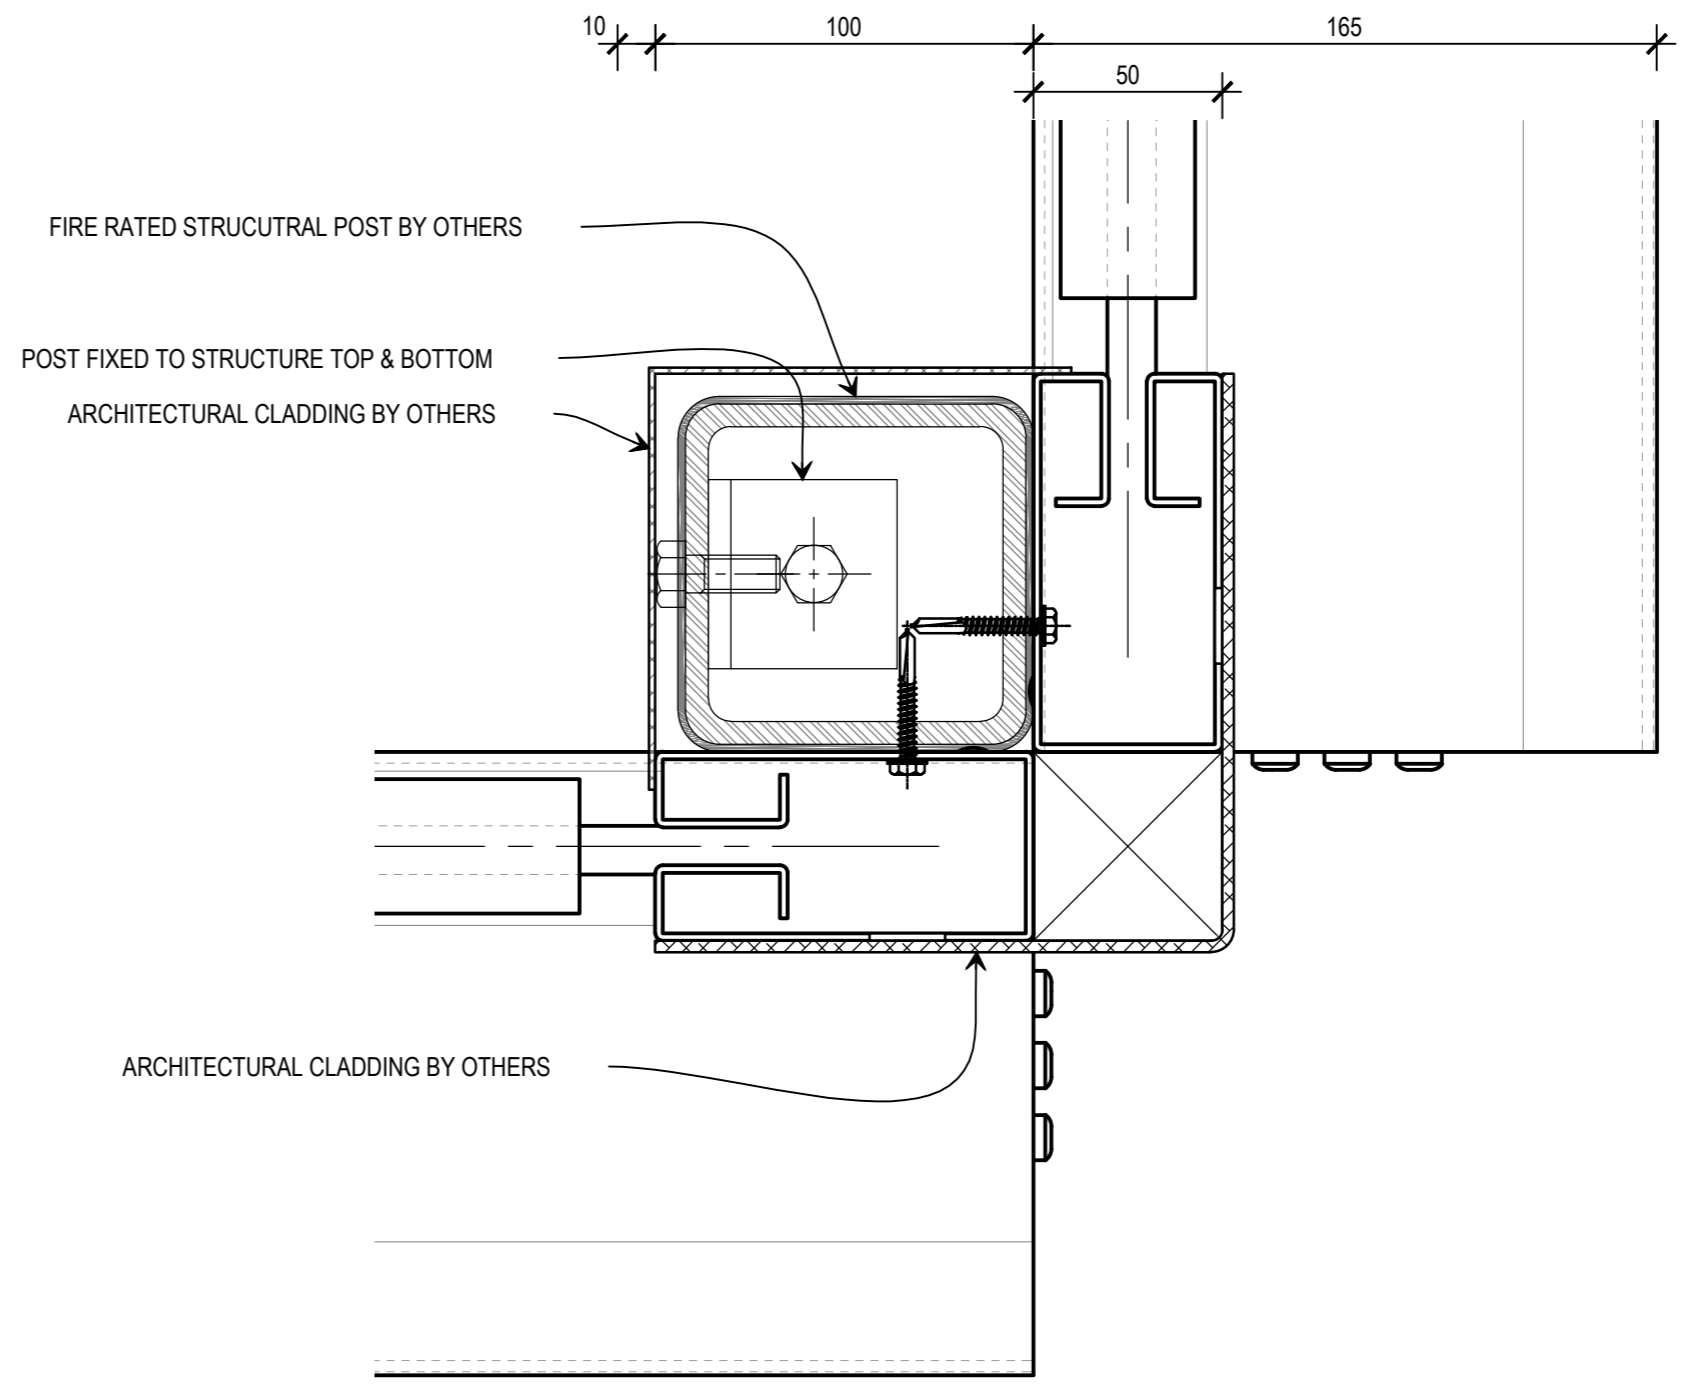 10
100
165
50
FIRE RATED STRUCUTRAL POST BY OTHERS
POST FIXED TO STRUCTURE TOP & BOTTOM
ARCHITECTURAL CLADDING BY OTHERS
ARCHITECTURAL CLADDING BY OTHERS